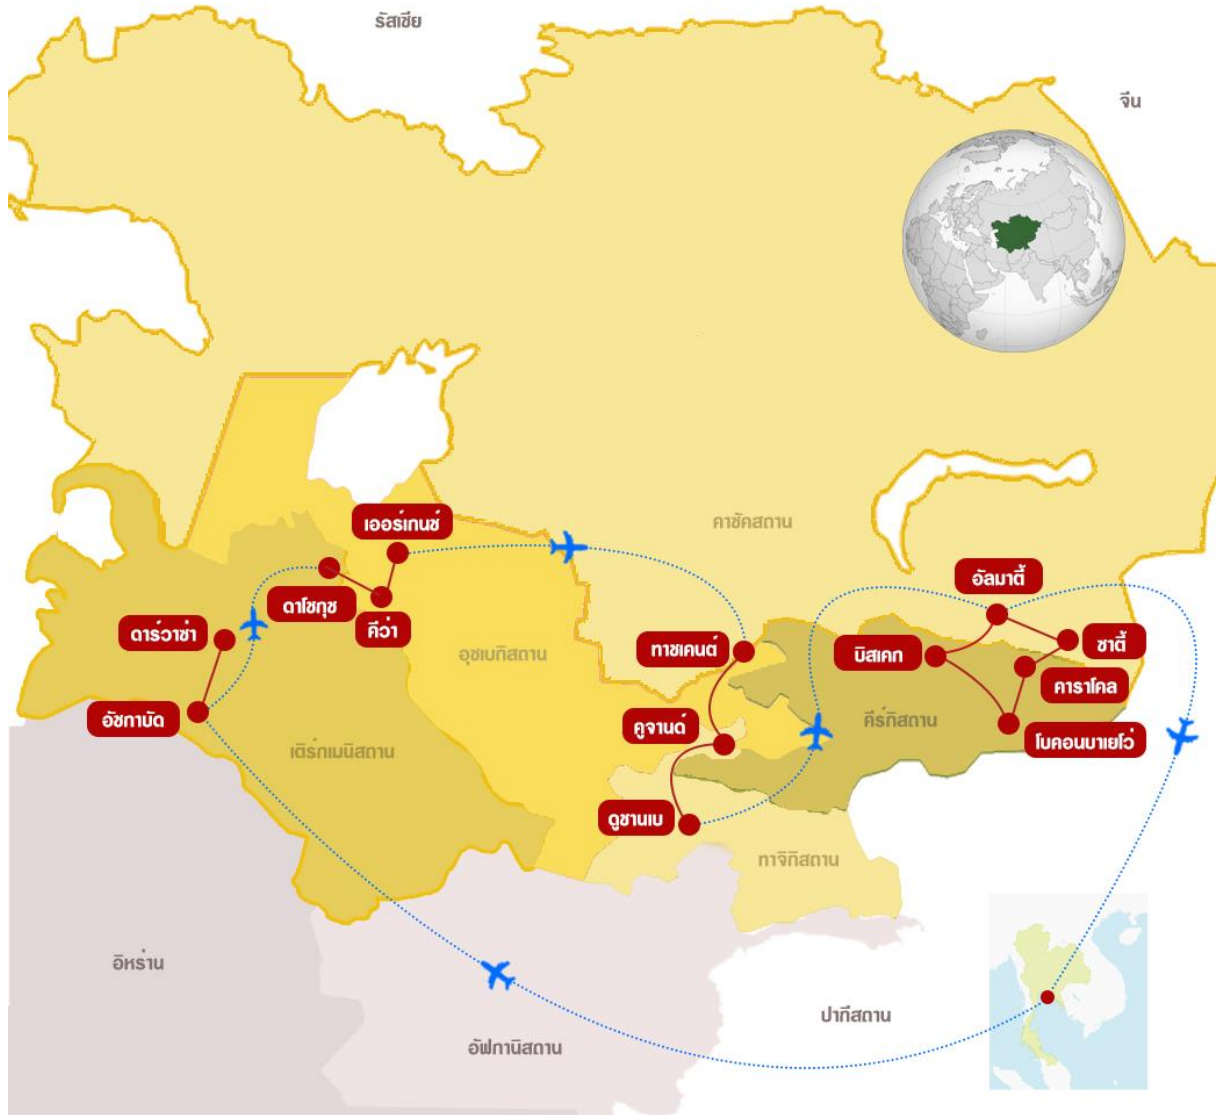 รัสเซีย
จีน
คาซัคสถาน
เออร์เกนซ์
อัลมาตี้
ดาโชกุช
คีว่า
ดาร์วาซ่า
อุซเบกิสถาน
ทาชเคนต์
บิสเคก
ซาตี้
คาราโคล
อัชกาบัด
คูจานด์
คีร์กิสถาน
โบคอนบาเยโว่
เติร์กเมนิสถาน
ดูชานเบ
ทาจิกิสถาน
อิหร่าน
ปากีสถาน
อัฟกานิสถาน